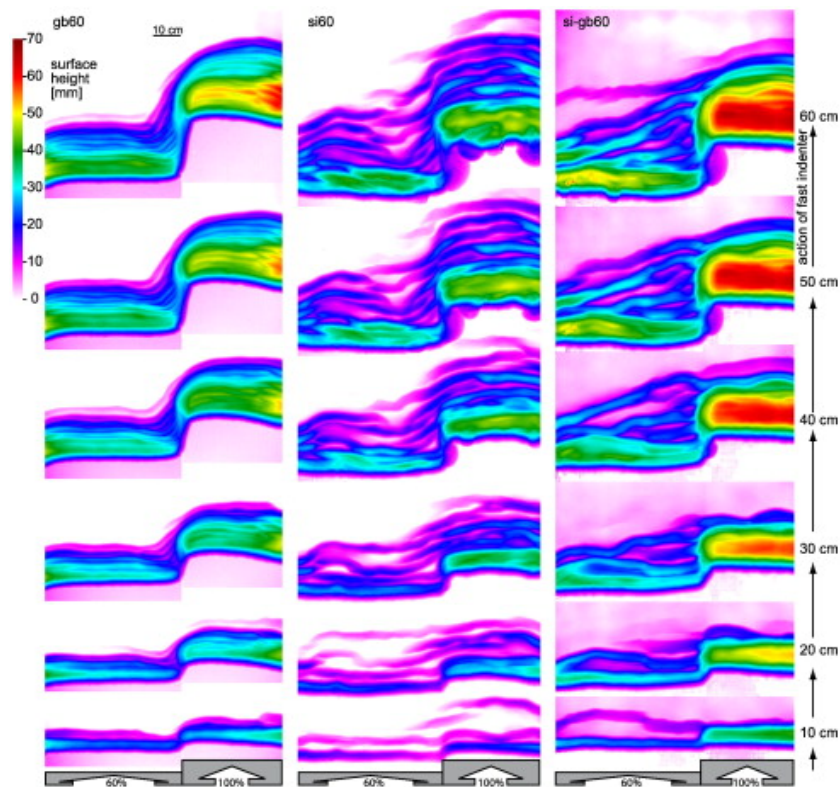 gb60
10 cm
si60
si-gb60
70
60
50
40
30
20
10
0
surface
height
[mm]
60 cm
50 cm
40 cm
30 cm
20 cm
10 cm
action of fast indenter
60%
100%
60%
100%
60%
100%